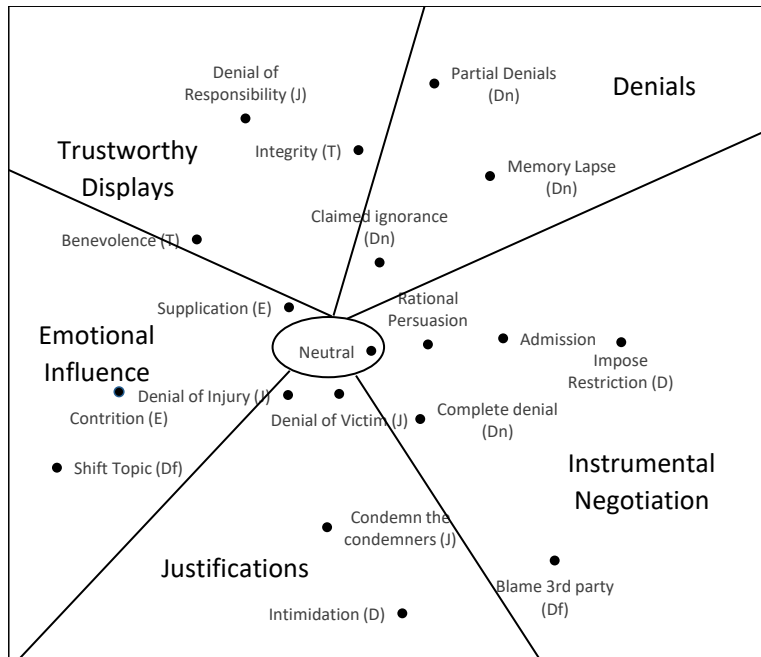 Denial of
Responsibility (J)
Partial Denials
(Dn)
Denials
Trustworthy
Displays
Integrity (T)
Memory Lapse
(Dn)
Benevolence (T)
Claimed ignorance
(Dn)
Supplication (E)
Rational
Persuasion
Emotional
Influence
Neutral
Admission
Impose
Restriction (D)
Denial of Injury (J)
Contrition (E)
Denial of Victim (J)
Complete denial
(Dn)
Shift Topic (Df)
Instrumental
Negotiation
Condemn the
condemners (J)
Justifications
Blame 3rd party
(Df)
Intimidation (D)